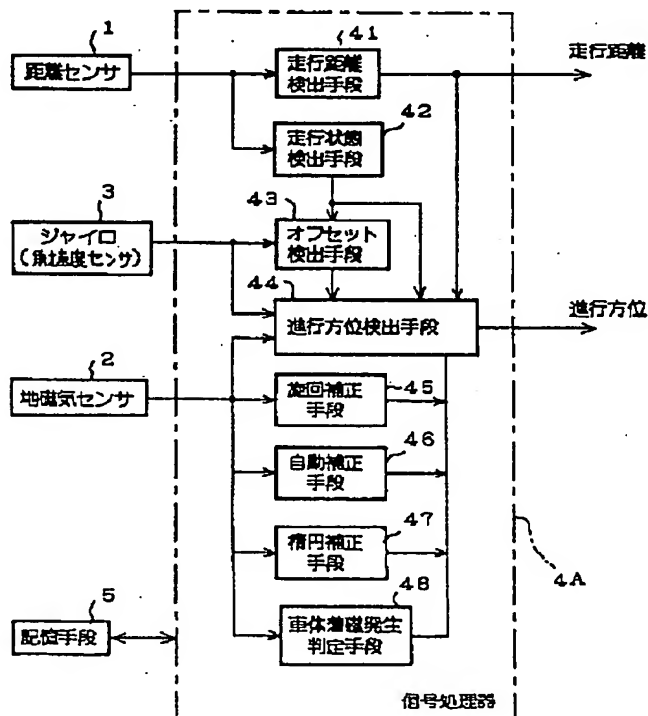 1
距離センサ
41
走行距離
検出手段
走行距離
42
走行状態
検出手段
3
ジャイロ
(角速度センサ)
43
オフセット
検出手段
44
進行方位検出手段
進行方位
2
地磁気センサ
旋回補正
手段
45
自動補正
手段
46
楕円補正
手段
47
4A
5
記憶手段
48
車体着磁発生
判定手段
信号処理器